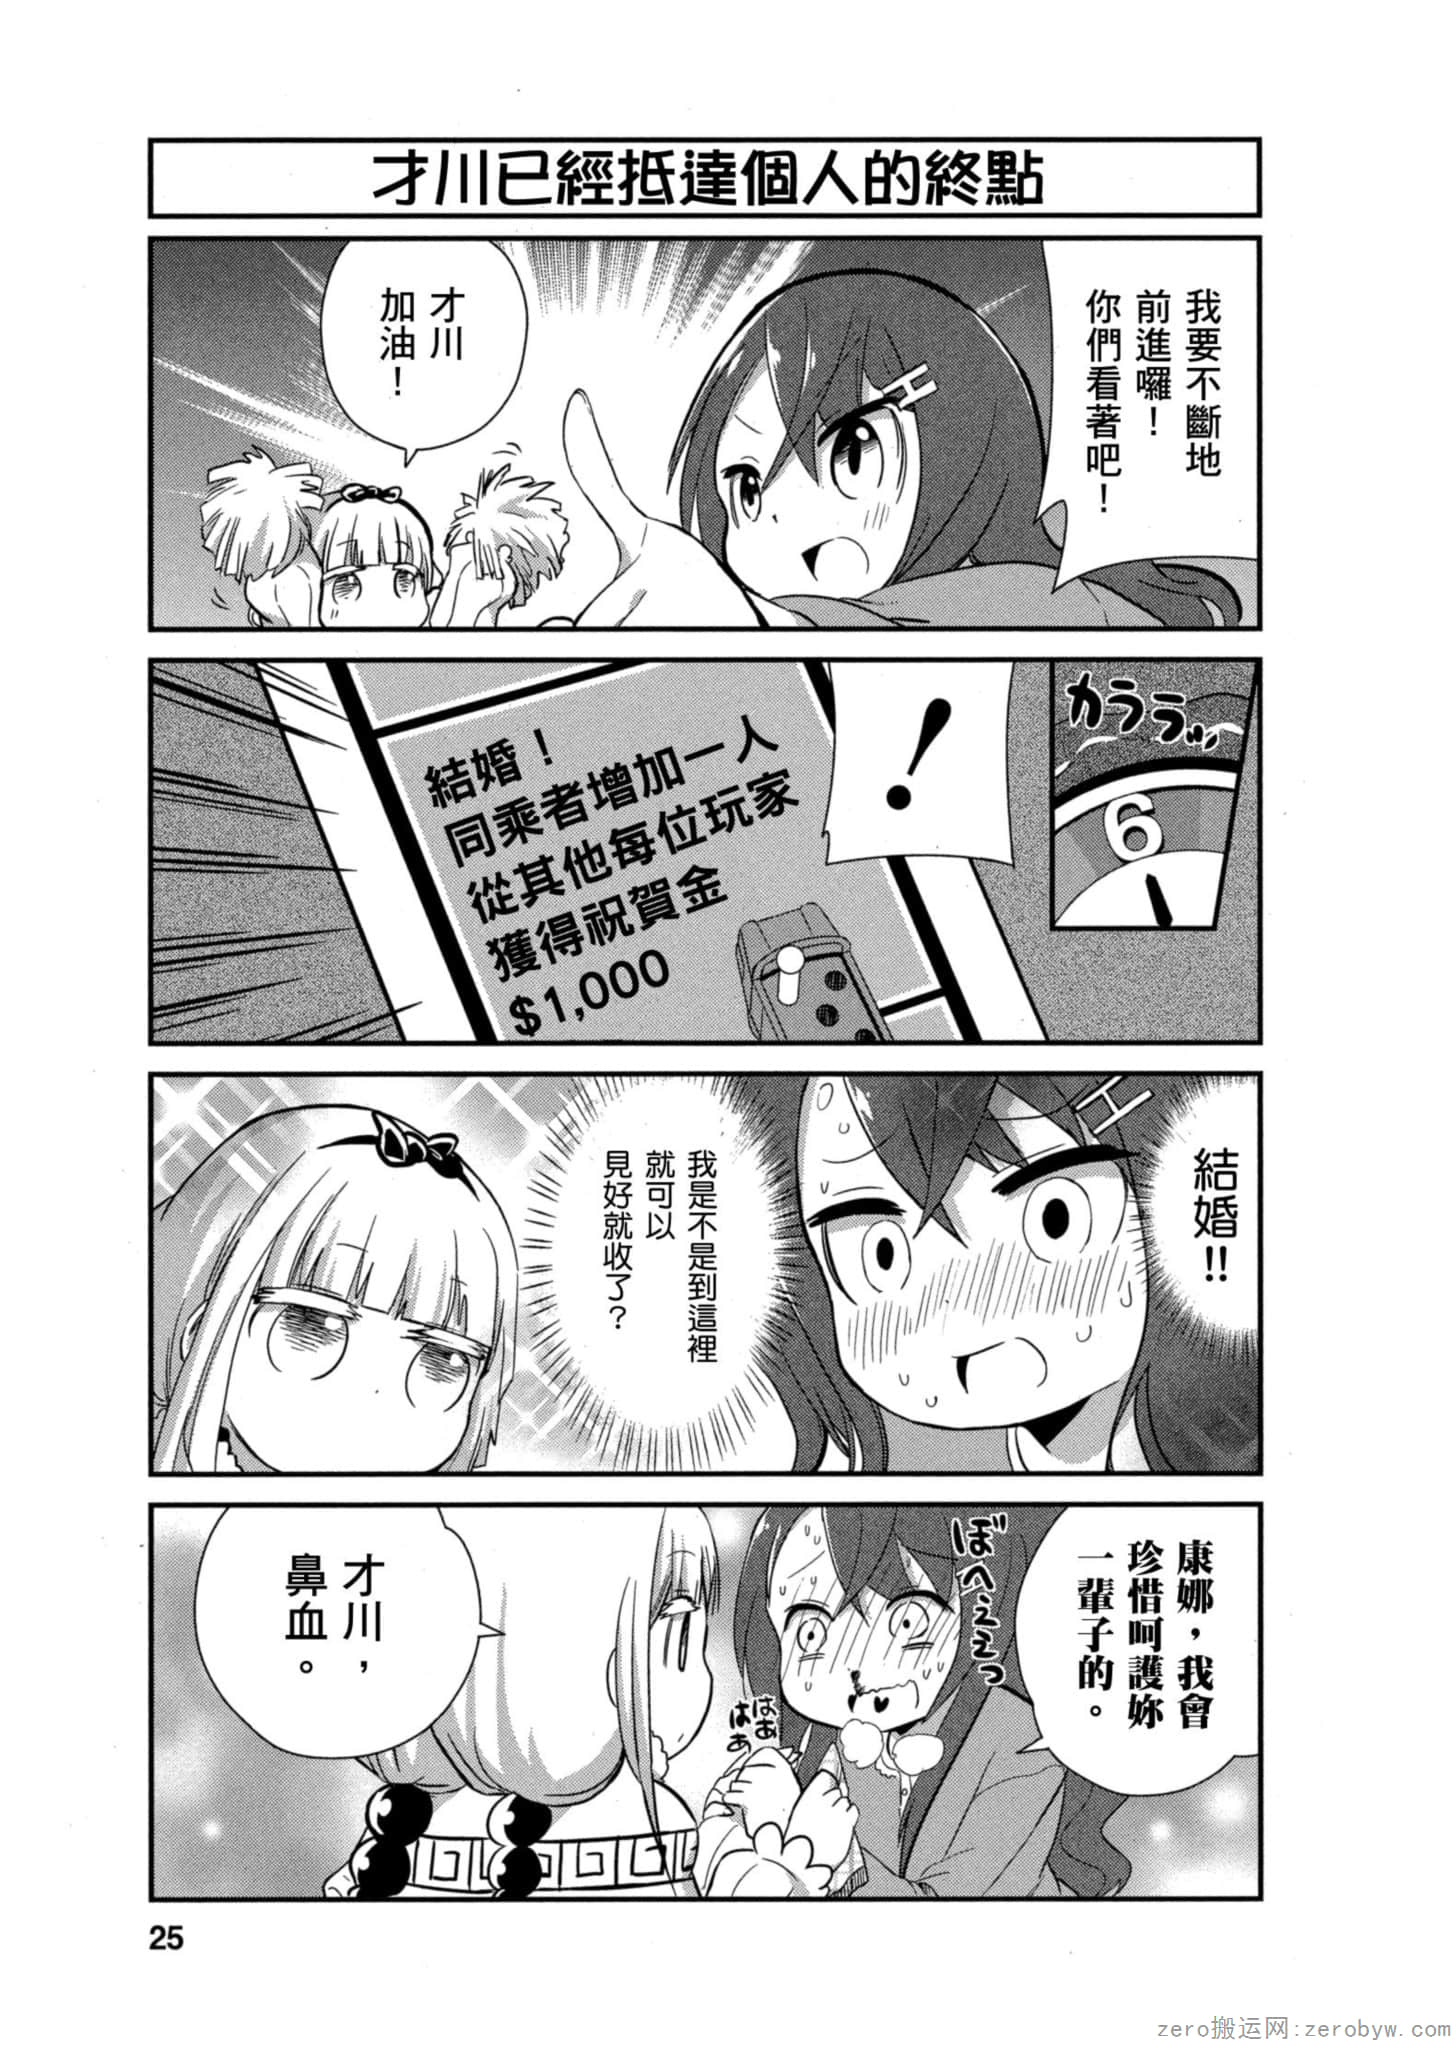 才川已經抵達個人的終點
我要不斷地
前進囉！
你們看著吧！
才川
加油！
カララッ
6
！
結婚！
同乘者增加一人
從其他每位玩家
獲得祝賀金
$1,000
結婚!!
我是不是到這裡
就可以
見好就收了？
康娜，我會
珍惜呵護妳
一輩子的。
ぼへええっ
はあ
はあ
才川，
鼻血。
25
zero搬运网:zerobyw.com